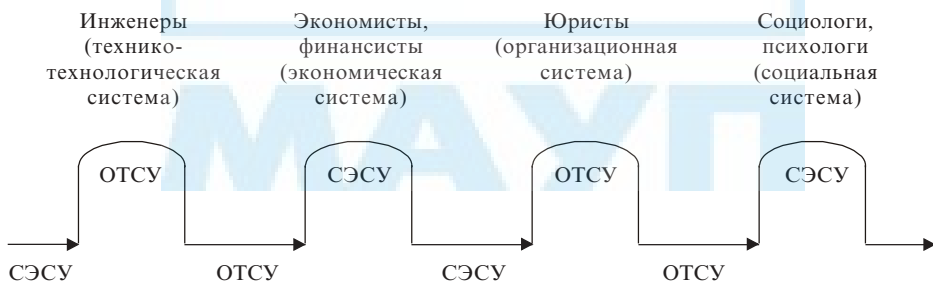 Инженеры
(технико-
технологическая
система)
Экономисты,
финансисты
(экономическая
система)
Юристы
(организационная
система)
Социологи,
психологи
(социальная
система)
МАУП
ОТСУ
СЭСУ
ОТСУ
СЭСУ
СЭСУ
ОТСУ
СЭСУ
ОТСУ